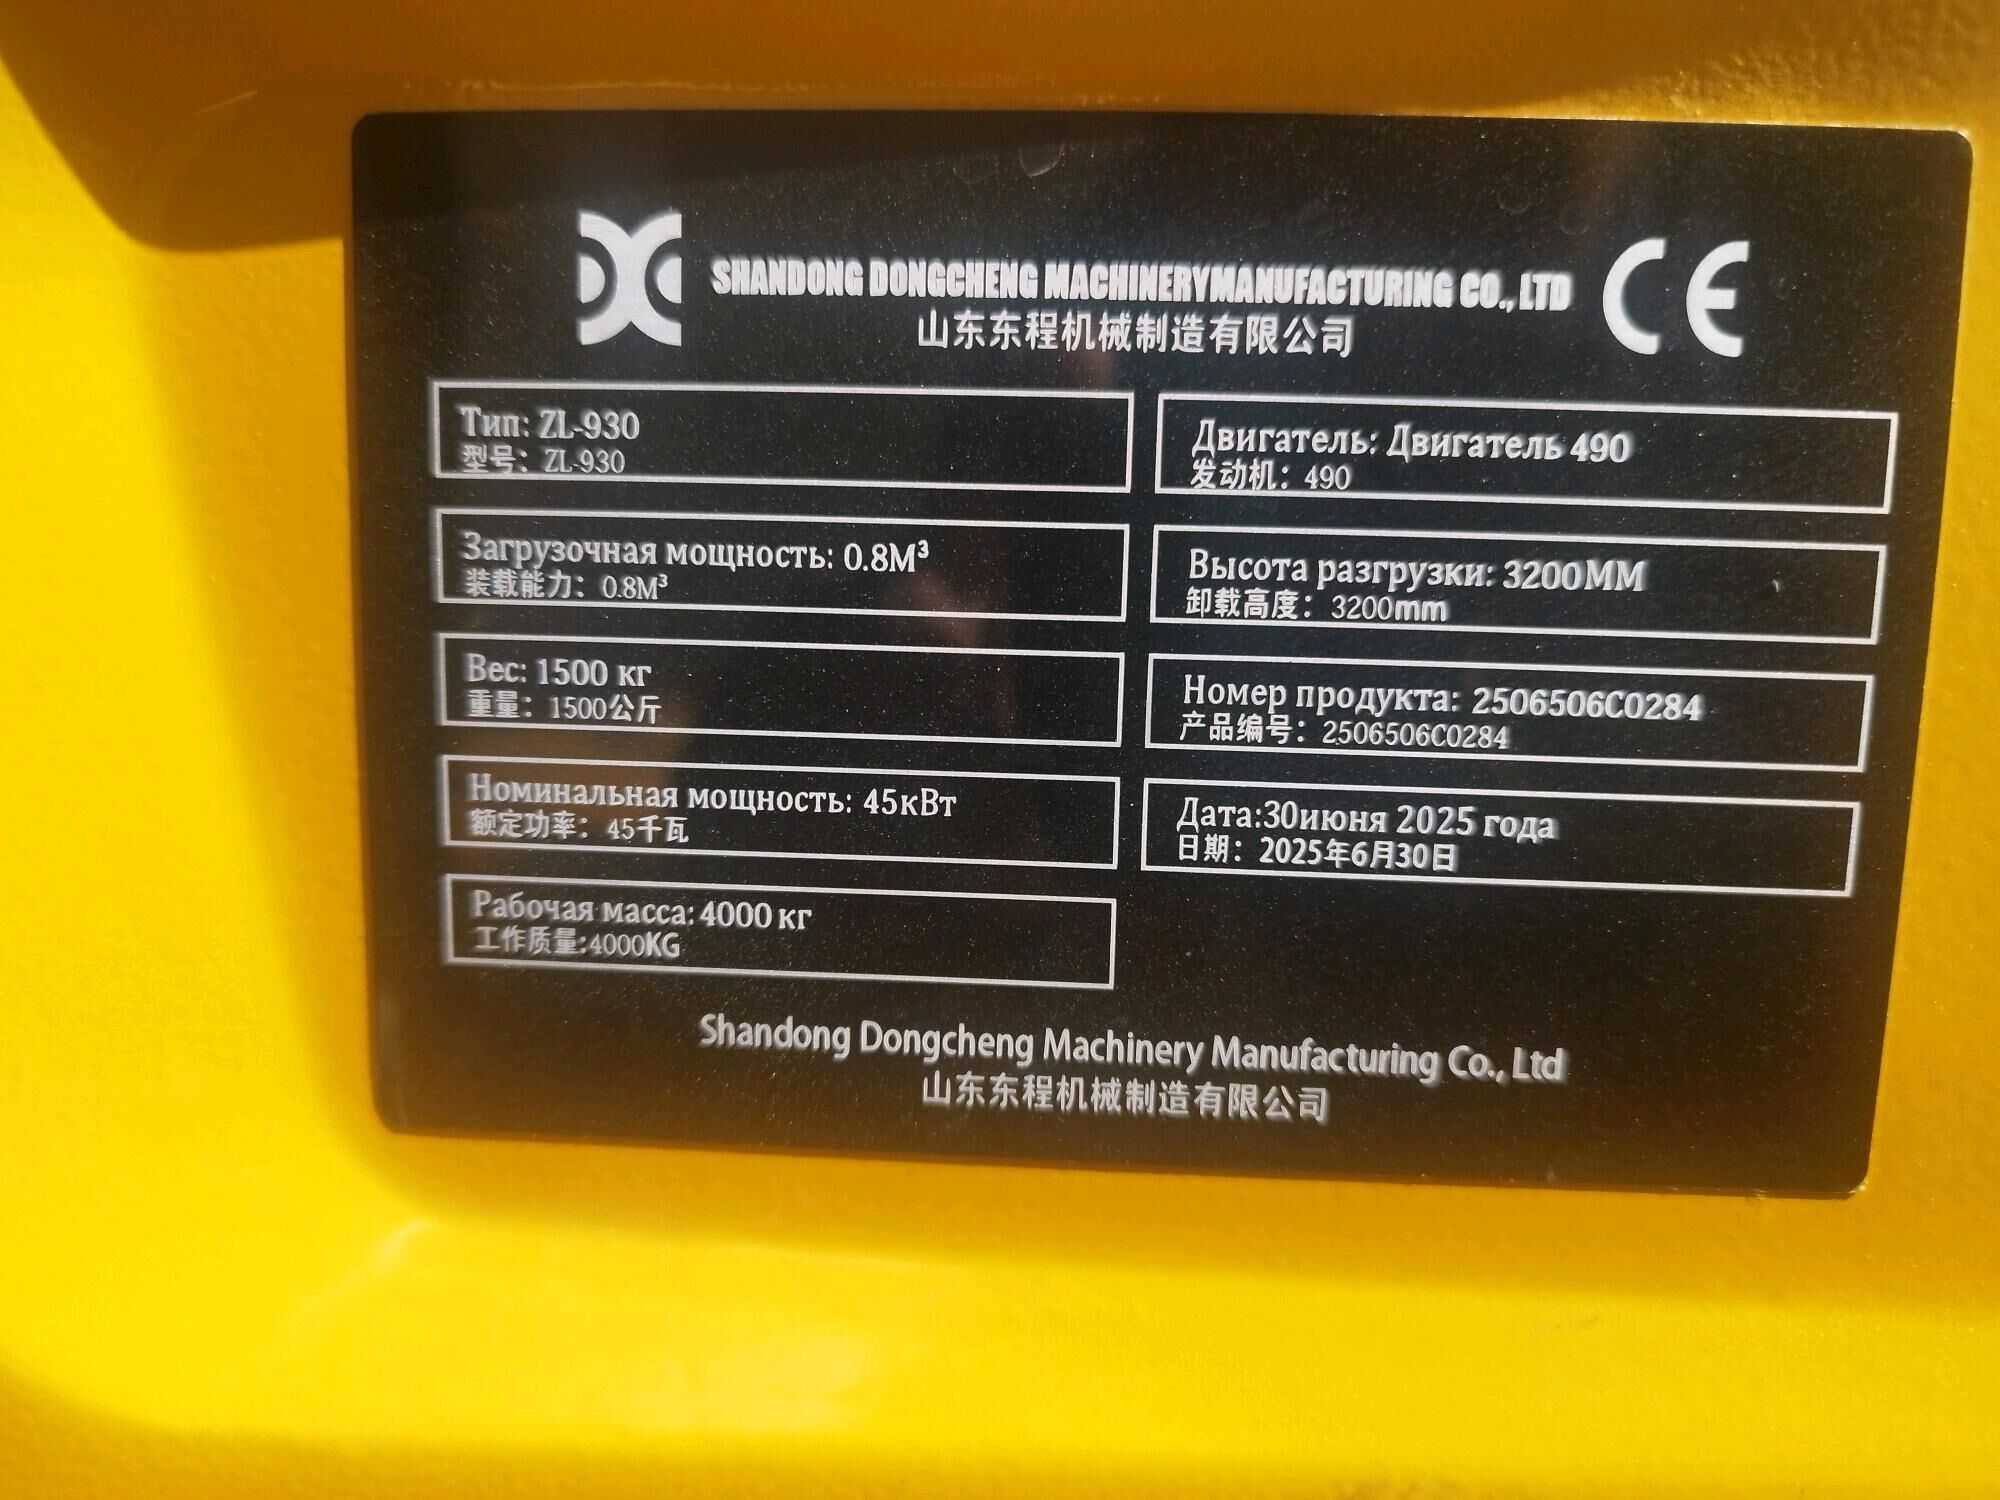 SHANDONG DONGCHENG MACHINERYMANUFACTURING CO., LTD CE
山东东程机械制造有限公司
Тип: ZL-930
型号：ZL-930
Двигатель: Двигатель 490
发动机：490
Загрузочная мощность: 0.8М³
装载能力：0.8M³
Высота разгрузки: 3200ММ
卸载高度：3200mm
Вес: 1500 кг
重量：1500公斤
Номер продукта: 2506506C0284
产品编号：2506506C0284
Номинальная мощность: 45кВт
额定功率：45千瓦
Дата:30июня 2025 года
日期：2025年6月30日
Рабочая масса: 4000 кг
工作质量:4000KG
Shandong Dongcheng Machinery Manufacturing Co., Ltd
山东东程机械制造有限公司